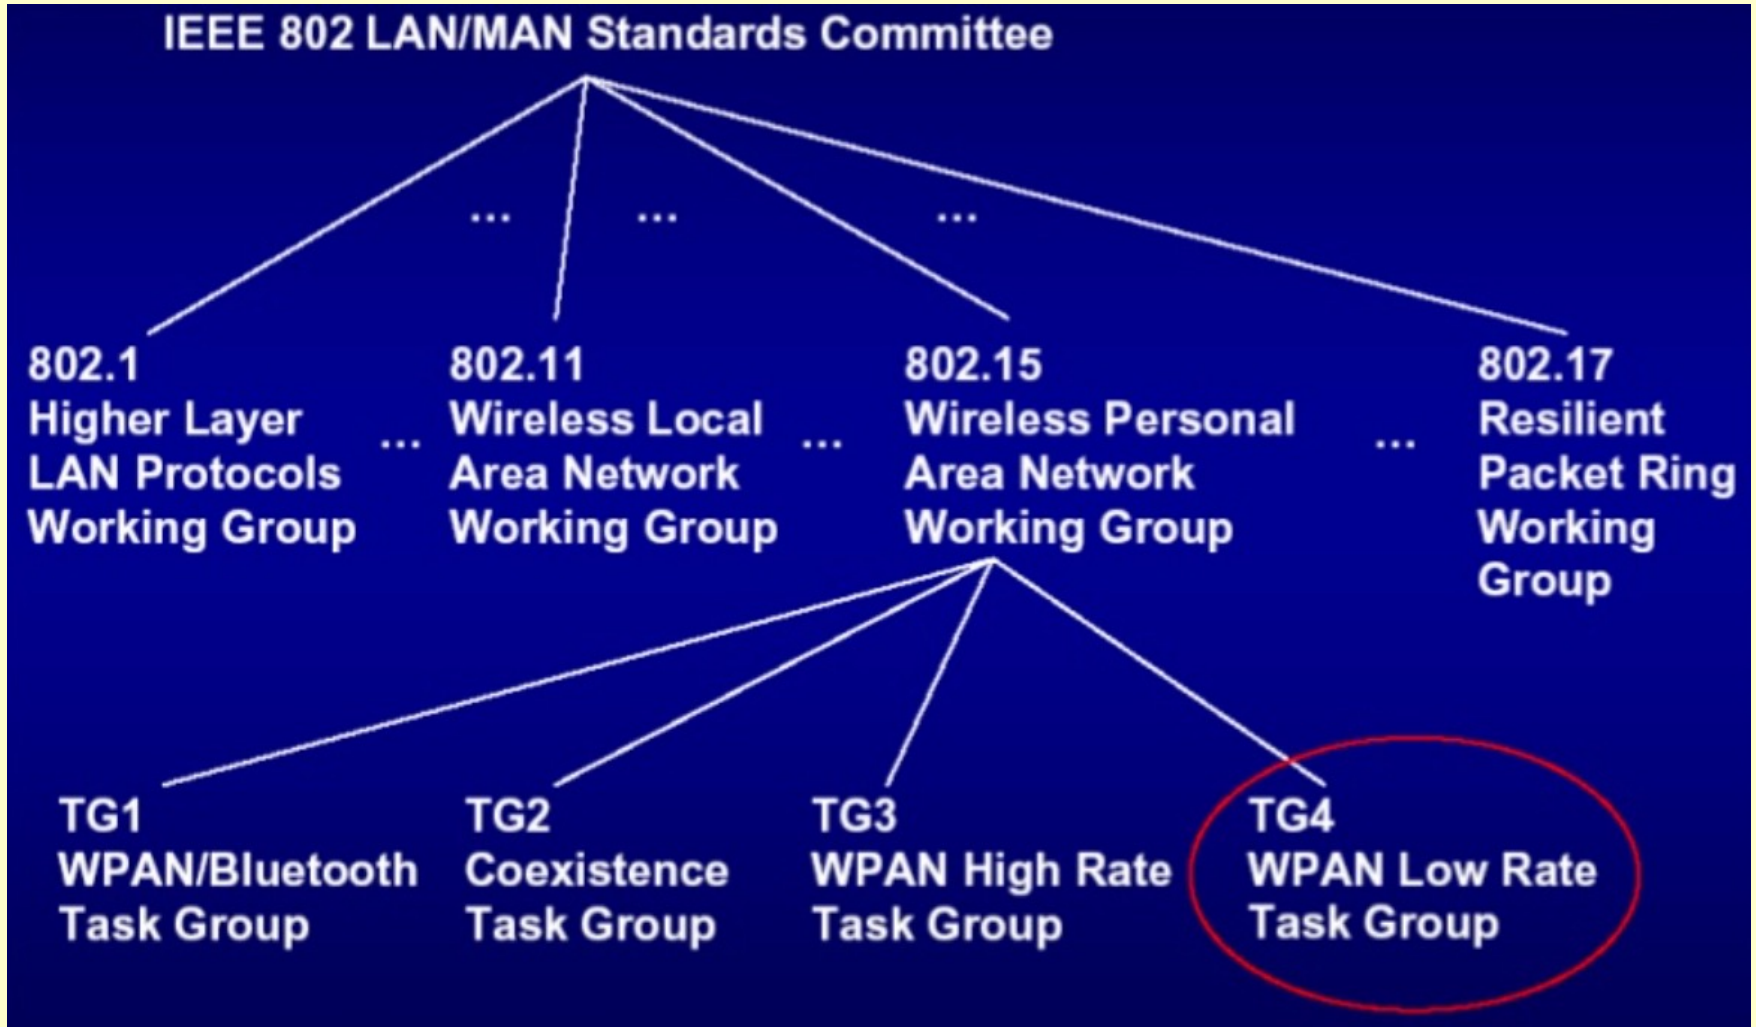 IEEE 802 LAN/MAN Standards Committee
... ... ...
802.1
Higher Layer
LAN Protocols
Working Group
...
802.11
Wireless Local
Area Network
Working Group
...
802.15
Wireless Personal
Area Network
Working Group
...
802.17
Resilient
Packet Ring
Working
Group
TG1
WPAN/Bluetooth
Task Group
TG2
Coexistence
Task Group
TG3
WPAN High Rate
Task Group
TG4
WPAN Low Rate
Task Group